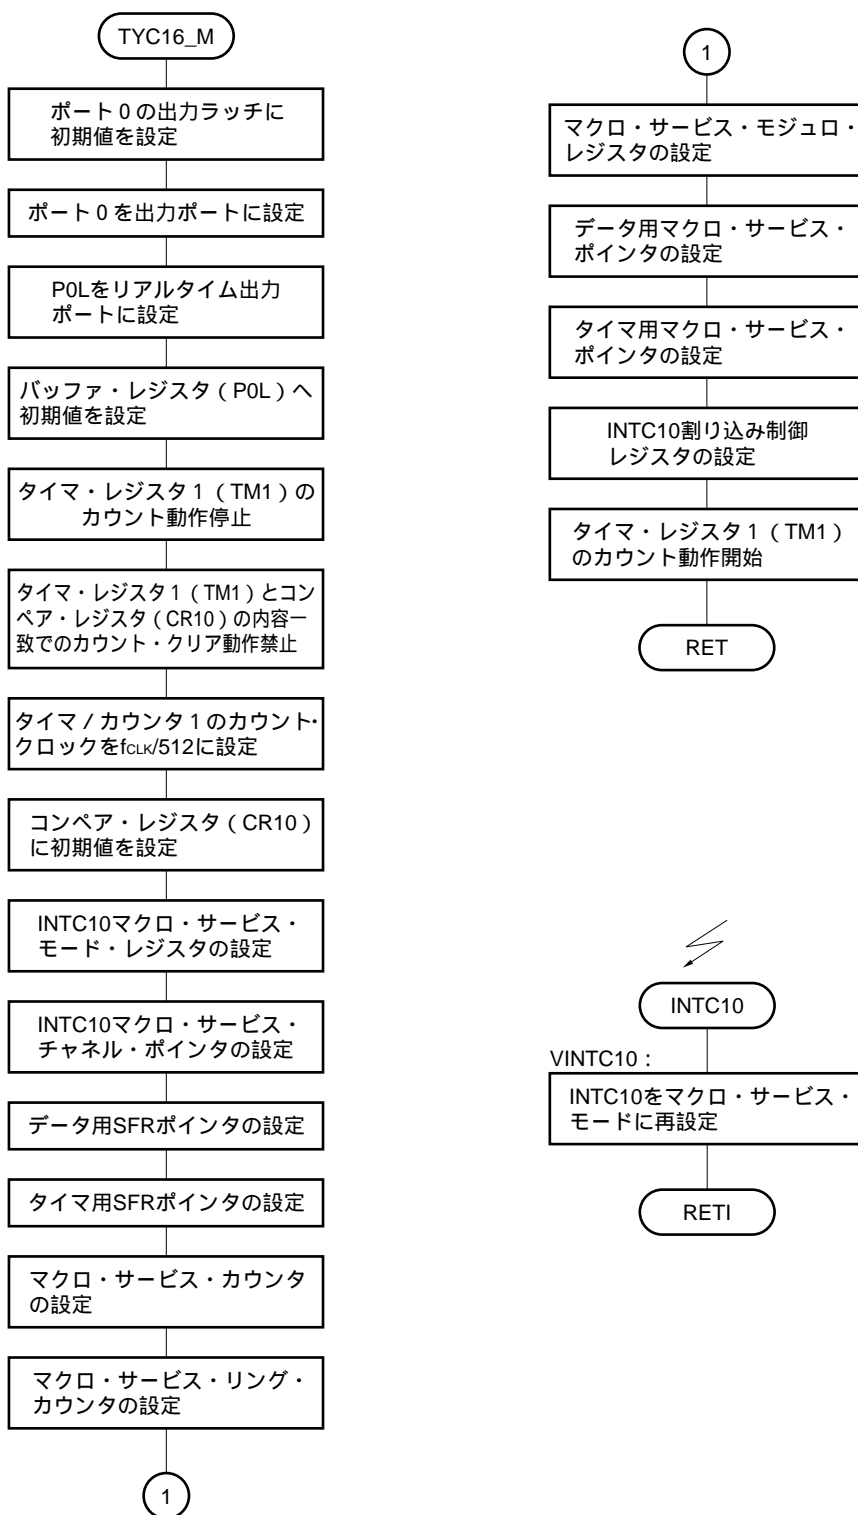 TYC16_M
ポート0の出力ラッチに
初期値を設定
ポート0を出力ポートに設定
P0Lをリアルタイム出力
ポートに設定
バッファ・レジスタ(P0L)へ
初期値を設定
タイマ・レジスタ1(TM1)の
カウント動作停止
タイマ・レジスタ1(TM1)とコン
ペア・レジスタ(CR10)の内容一
致でのカウント・クリア動作禁止
タイマ/カウンタ1のカウント・
クロックをfCLK/512に設定
コンペア・レジスタ(CR10)
に初期値を設定
INTC10マクロ・サービス・
モード・レジスタの設定
INTC10マクロ・サービス・
チャネル・ポインタの設定
データ用SFRポインタの設定
タイマ用SFRポインタの設定
マクロ・サービス・カウンタ
の設定
マクロ・サービス・リング・
カウンタの設定
1
1
マクロ・サービス・モジュロ・
レジスタの設定
データ用マクロ・サービス・
ポインタの設定
タイマ用マクロ・サービス・
ポインタの設定
INTC10割り込み制御
レジスタの設定
タイマ・レジスタ1(TM1)
のカウント動作開始
RET
INTC10
VINTC10:
INTC10をマクロ・サービス・
モードに再設定
RETI